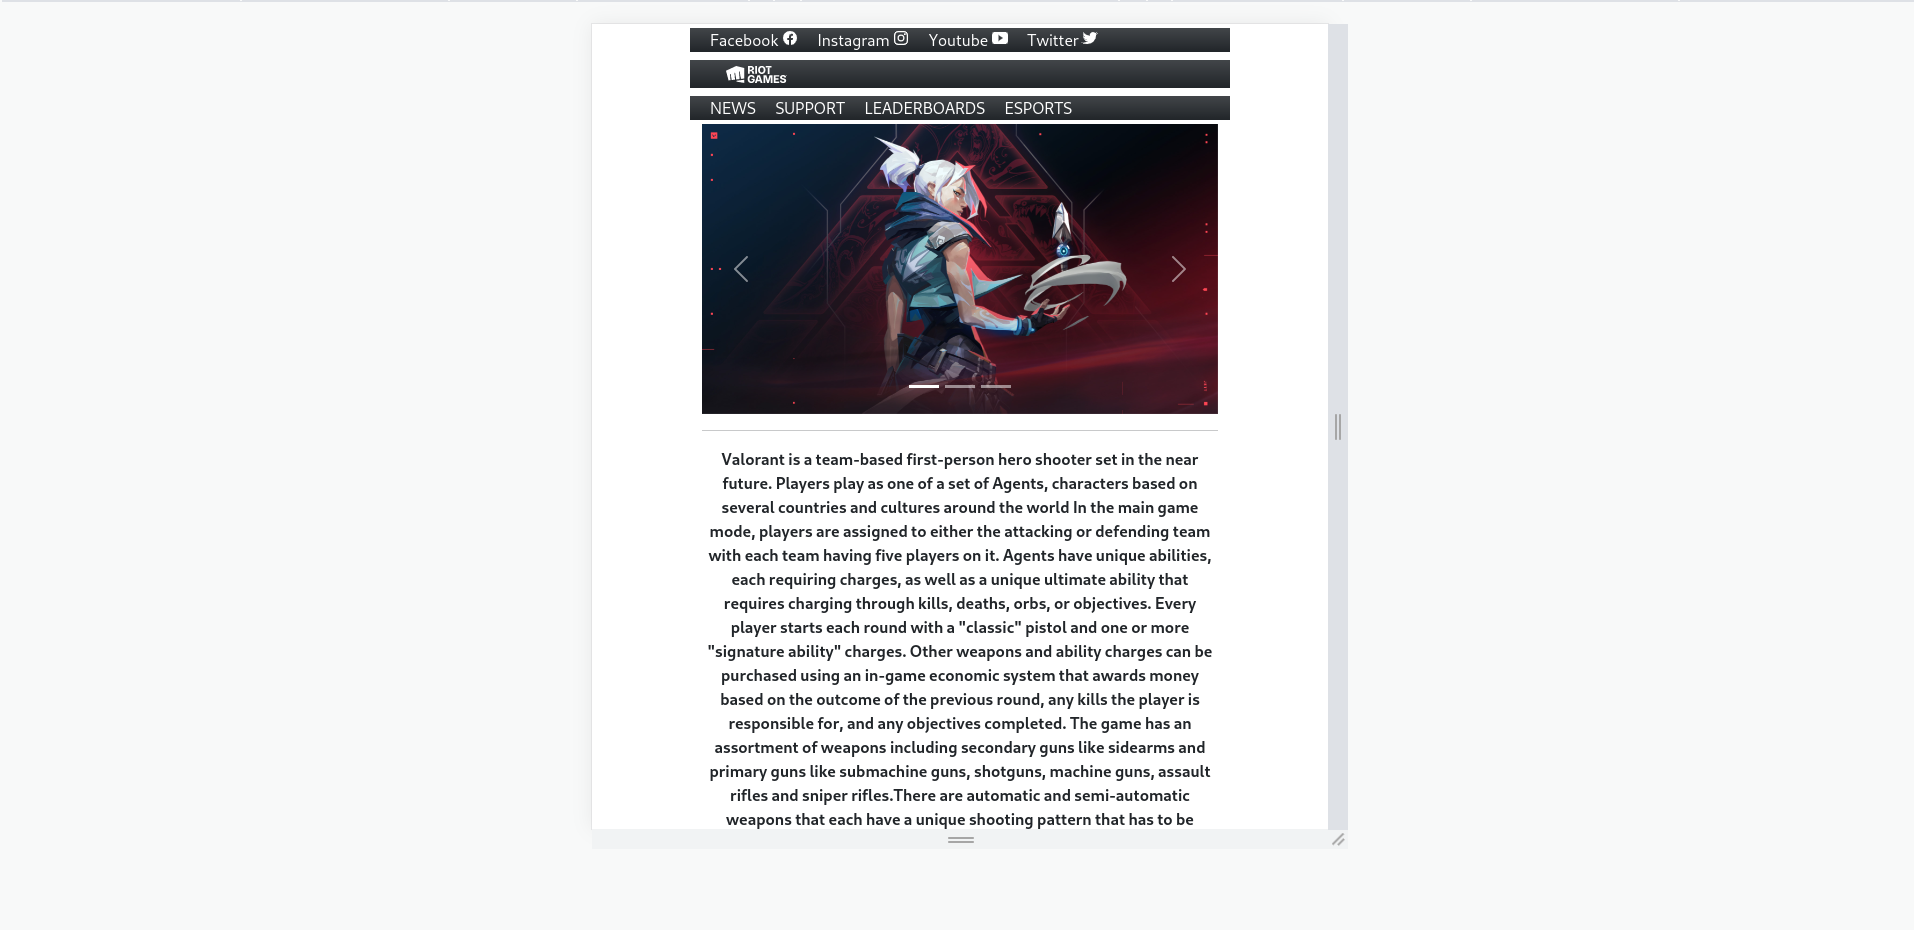 Facebook Instagram Youtube Twitter
RIOT
GAMES
NEWS SUPPORT LEADERBOARDS ESPORTS
Valorant is a team-based first-person hero shooter set in the near
future. Players play as one of a set of Agents, characters based on
several countries and cultures around the world In the main game
mode, players are assigned to either the attacking or defending team
with each team having five players on it. Agents have unique abilities,
each requiring charges, as well as a unique ultimate ability that
requires charging through kills, deaths, orbs, or objectives. Every
player starts each round with a "classic" pistol and one or more
"signature ability" charges. Other weapons and ability charges can be
purchased using an in-game economic system that awards money
based on the outcome of the previous round, any kills the player is
responsible for, and any objectives completed. The game has an
assortment of weapons including secondary guns like sidearms and
primary guns like submachine guns, shotguns, machine guns, assault
rifles and sniper rifles.There are automatic and semi-automatic
weapons that each have a unique shooting pattern that has to be